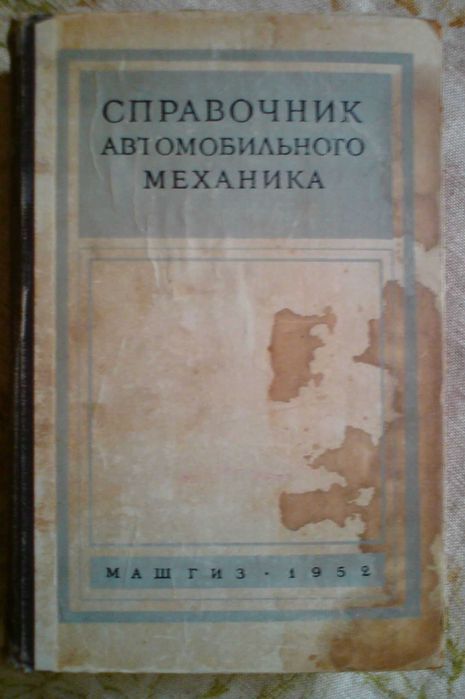 СПРАВОЧНИК
АВТОМОБИЛЬНОГО
МЕХАНИКА
МАШГИЗ · 1952